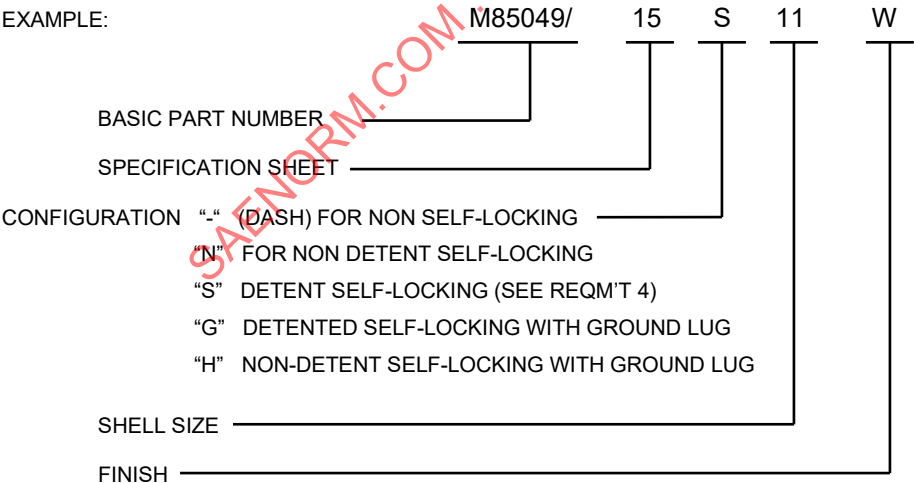 EXAMPLE: M85049/ 15 S 11 W
BASIC PART NUMBER
SPECIFICATION SHEET
CONFIGURATION "-“ (DASH) FOR NON SELF-LOCKING
“N” FOR NON DETENT SELF-LOCKING
“S” DETENT SELF-LOCKING (SEE REQM'T 4)
“G” DETENTED SELF-LOCKING WITH GROUND LUG
“H” NON-DETENT SELF-LOCKING WITH GROUND LUG
SHELL SIZE
FINISH
SAENORM.COM.